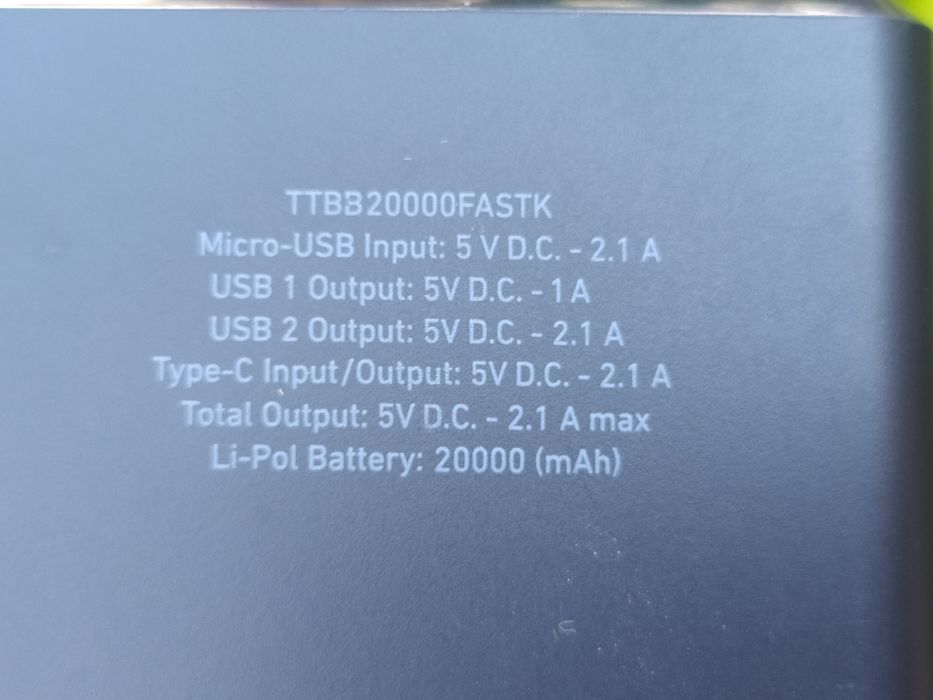 TTBB20000FASTK
Micro-USB Input: 5 V D.C. - 2.1 A
USB 1 Output: 5V D.C. - 1 A
USB 2 Output: 5V D.C. - 2.1 A
Type-C Input/Output: 5V D.C. - 2.1 A
Total Output: 5V D.C. - 2.1 A max
Li-Pol Battery: 20000 (mAh)